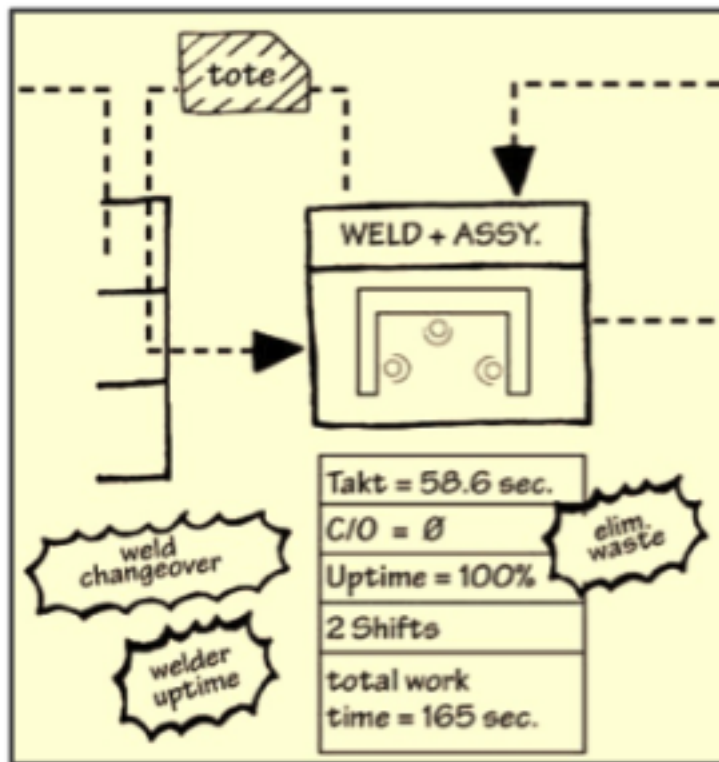 tote
WELD + ASSY.
Takt = 58.6 sec.
C/O = Ø
Uptime = 100%
2 Shifts
total work
time = 165 sec.
elim.
waste
weld
changeover
welder
uptime